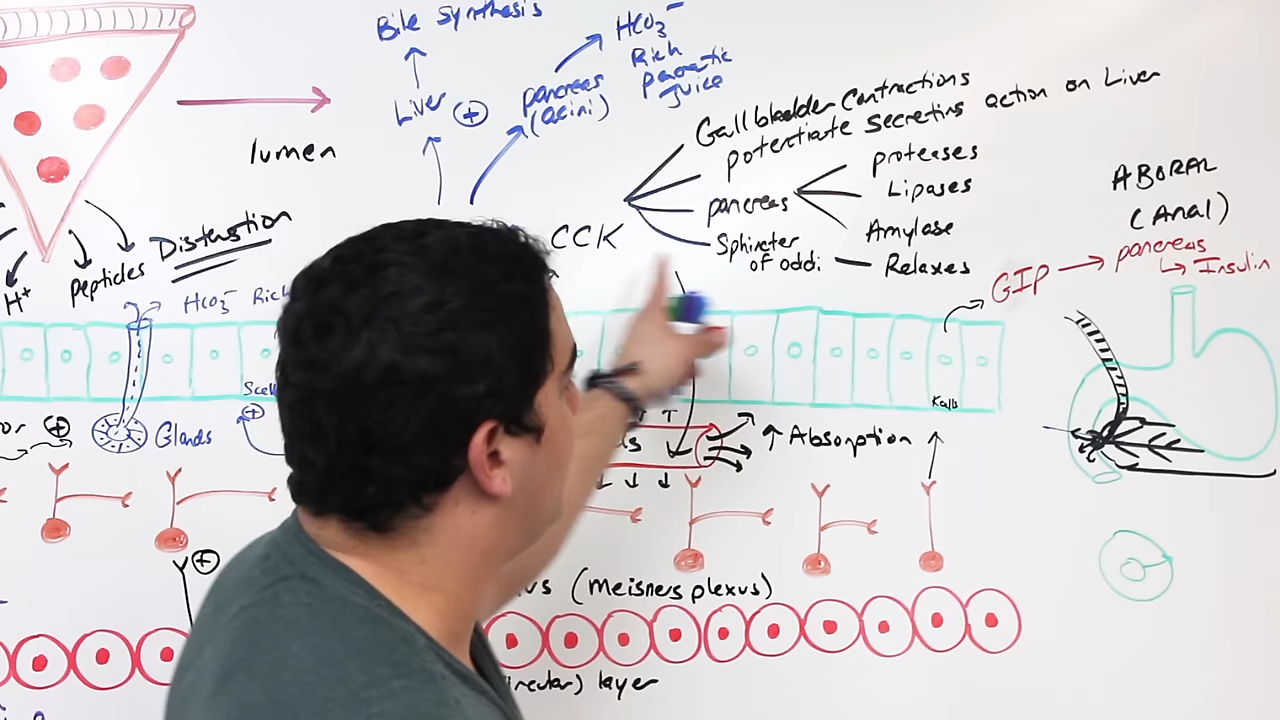 Bile synthesis
HCO3-
Rich
Pancreatic
Juice
Liver
+
pancreas
(acini)
lumen
Gallbladder Contractions
potentiate secretins action on Liver
pancreas
proteases
Lipases
Amylase
CCK
Sphincter
of oddi
Relaxes
ABORAL
(Anal)
pancreas
Insulin
GIP
H+
peptides
Distention
HCO3- Rich
Scell
Kcells
+
Glands
+
↑ Absorption
+
(meisners plexus)
layer